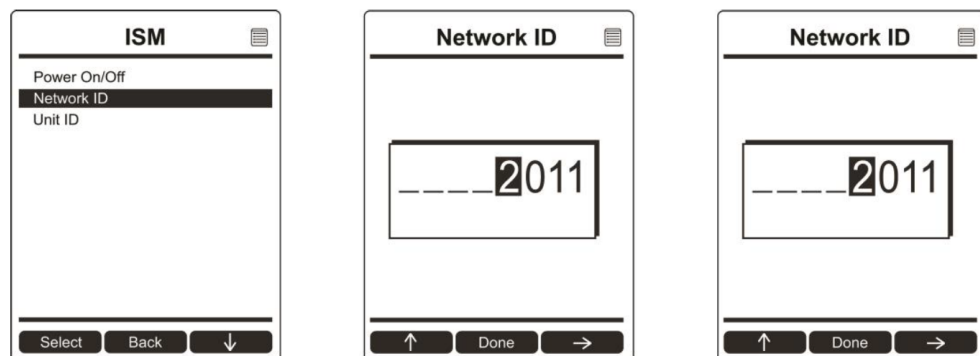 ISM
Power On/Off
Network ID
Unit ID
Select Back ↓
Network ID
____2011
↑ Done →
Network ID
____2011
↑ Done →